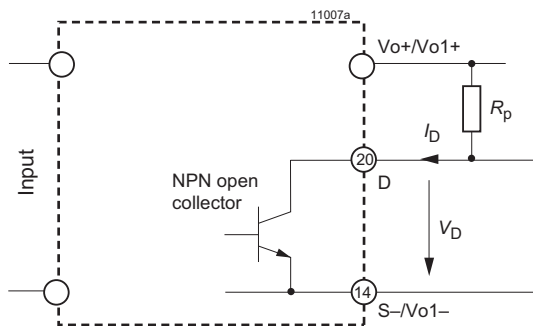 11007a
Vo+/Vo1+
Rp
ID
20
D
Input
NPN open
collector
VD
14
S–/Vo1–